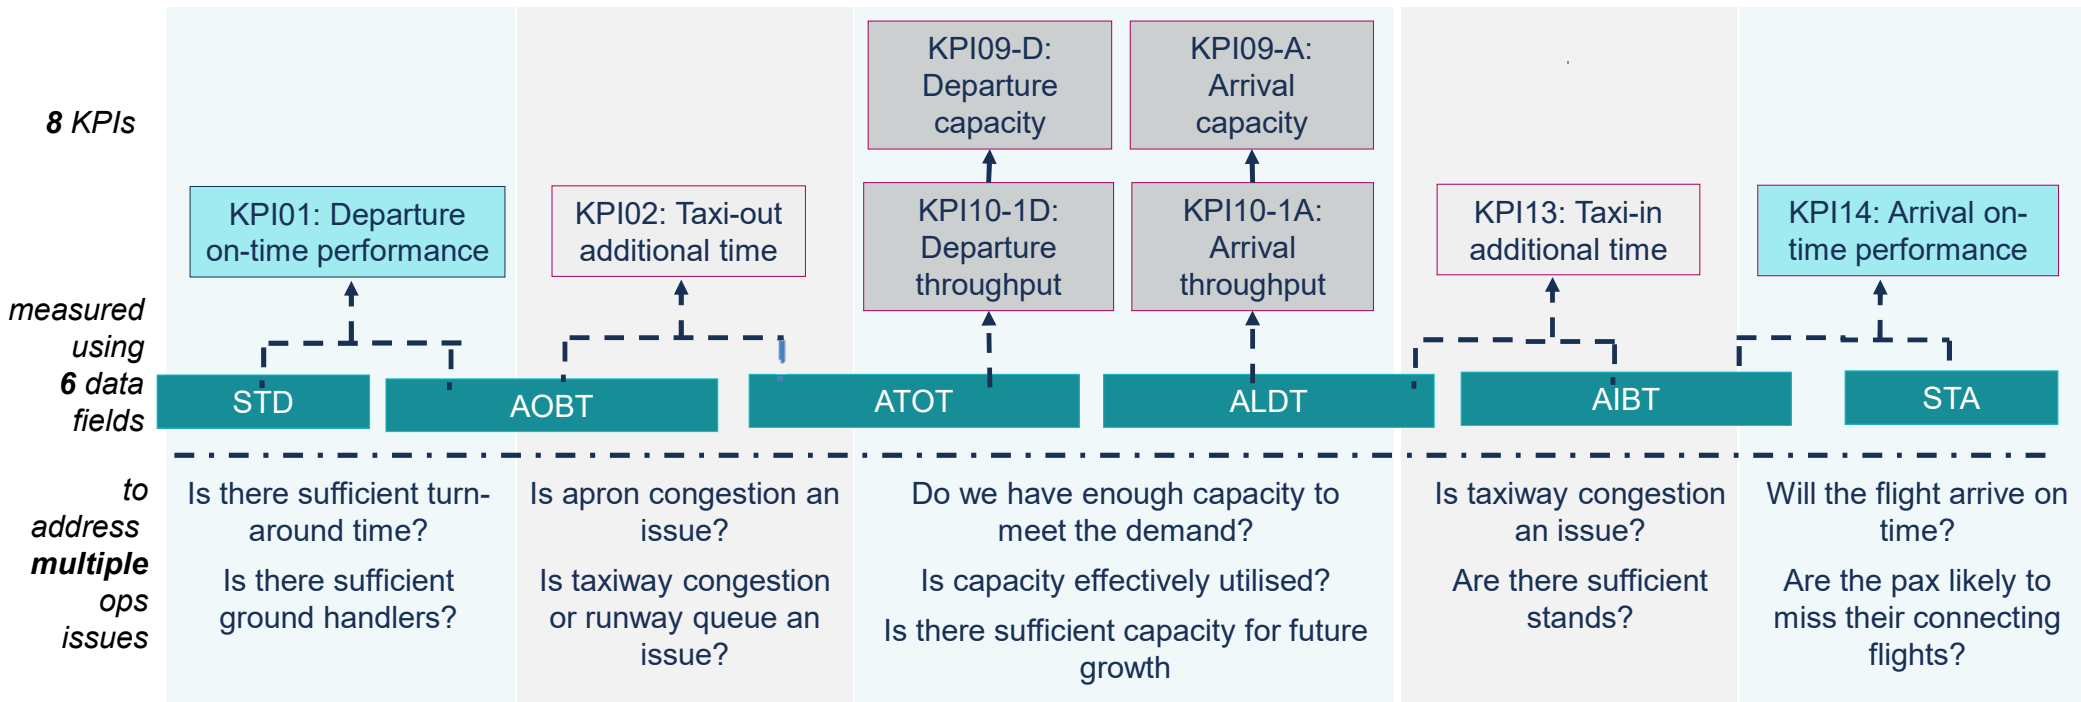 8 KPIs
KPI09-D:
Departure
capacity
KPI09-A:
Arrival
capacity
KPI01: Departure
on-time performance
KPI02: Taxi-out
additional time
KPI10-1D:
Departure
throughput
KPI10-1A:
Arrival
throughput
KPI13: Taxi-in
additional time
KPI14: Arrival on-
time performance
measured
using
6 data
fields
STD
AOBT
ATOT
ALDT
AIBT
STA
to
address
multiple
ops
issues
Is there sufficient turn-
around time?
Is there sufficient
ground handlers?
Is apron congestion an
issue?
Is taxiway congestion
or runway queue an
issue?
Do we have enough capacity to
meet the demand?
Is capacity effectively utilised?
Is there sufficient capacity for future
growth
Is taxiway congestion
an issue?
Are there sufficient
stands?
Will the flight arrive on
time?
Are the pax likely to
miss their connecting
flights?